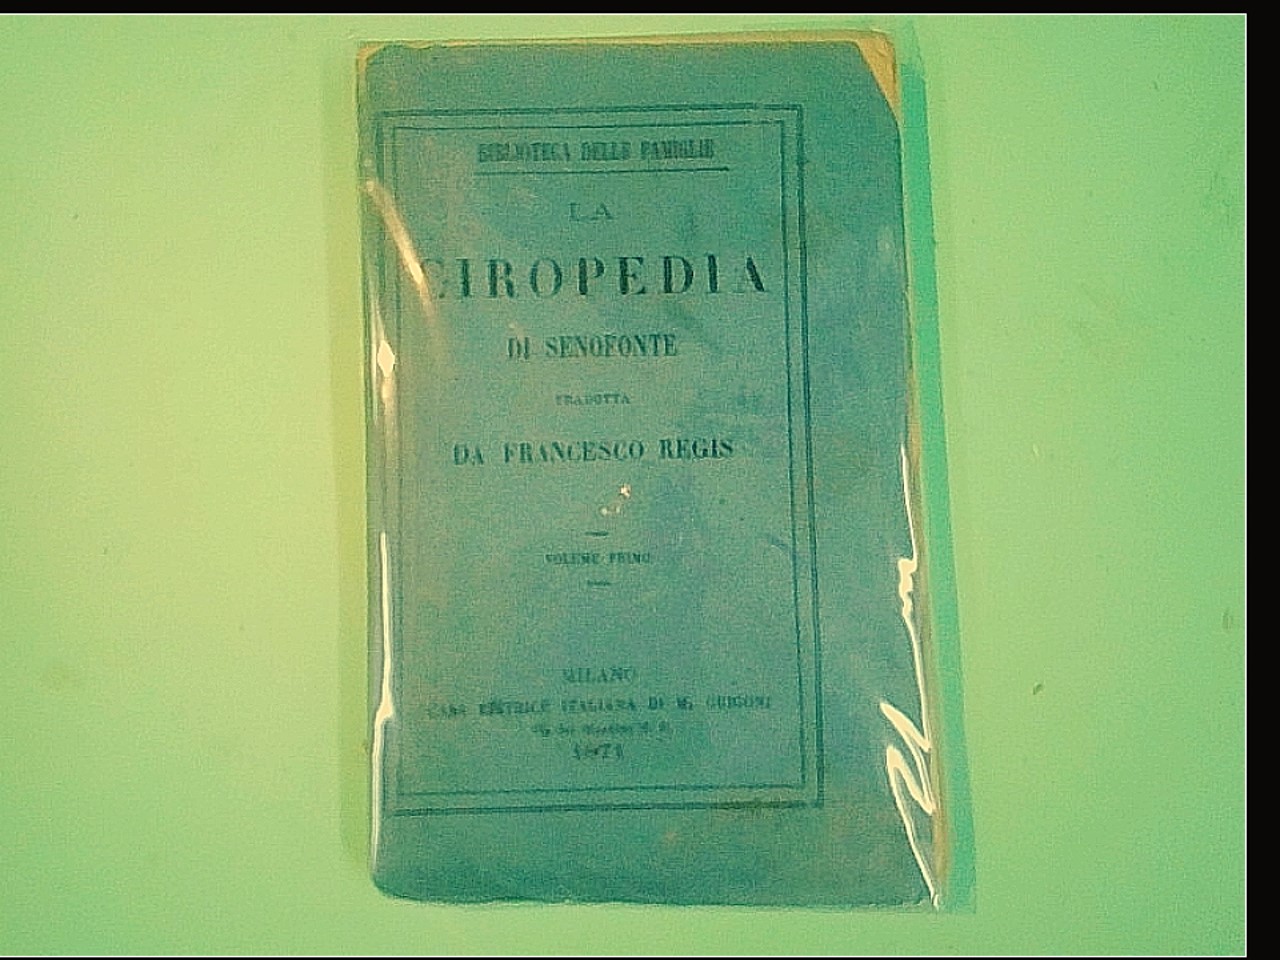 BIBLIOTECA DELLE FAMIGLIE
LA
CIROPEDIA
DI SENOFONTE
TRADOTTA
DA FRANCESCO REGIS
VOLUME PRIMO
MILANO
CASA EDITRICE ITALIANA DI M. GUIGONI
1871